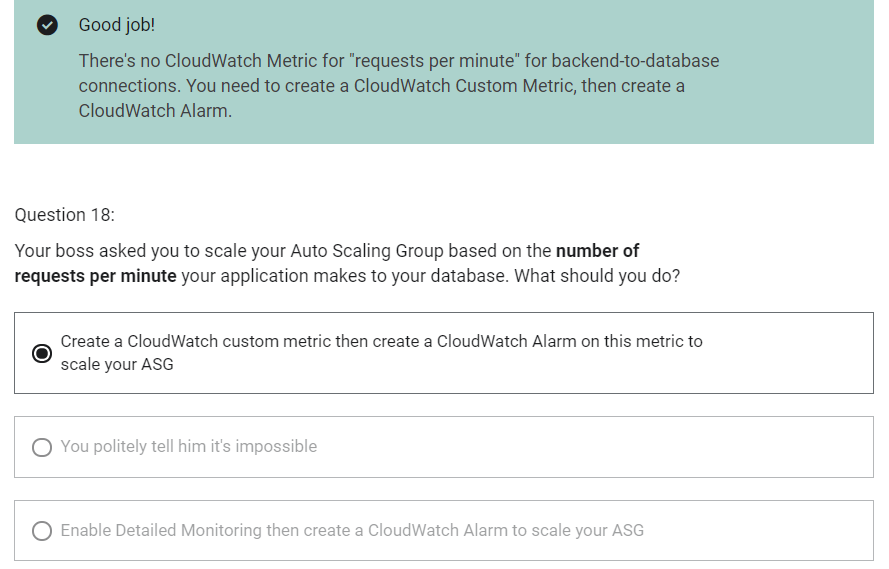 Good job!
There's no CloudWatch Metric for "requests per minute" for backend-to-database
connections. You need to create a CloudWatch Custom Metric, then create a
CloudWatch Alarm.
Question 18:
Your boss asked you to scale your Auto Scaling Group based on the number of
requests per minute your application makes to your database. What should you do?
Create a CloudWatch custom metric then create a CloudWatch Alarm on this metric to
scale your ASG
You politely tell him it's impossible
Enable Detailed Monitoring then create a CloudWatch Alarm to scale your ASG